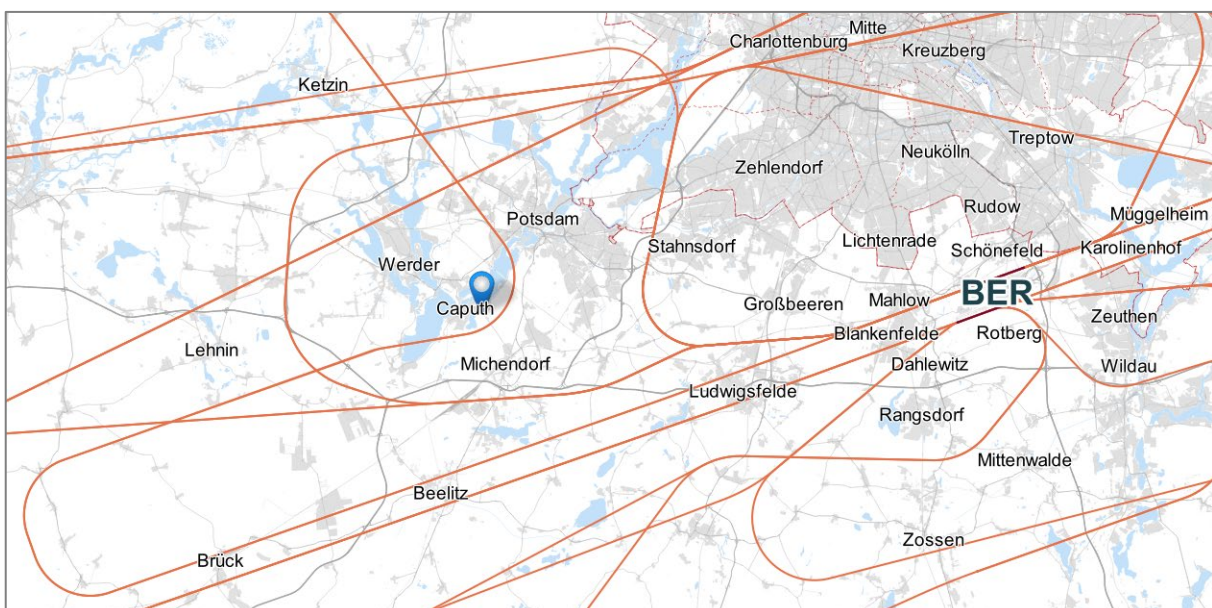 Mitte
Charlottenburg
Kreuzberg
Ketzin
Treptow
Neukölln
Zehlendorf
Rudow
Müggelheim
Potsdam
Lichtenrade
Stahnsdorf
Schönefeld
Karolinenhof
Werder
BER
Mahlow
Großbeeren
Caputh
Zeuthen
Blankenfelde
Rotberg
Lehnin
Michendorf
Dahlewitz
Wildau
Ludwigsfelde
Rangsdorf
Mittenwalde
Beelitz
Zossen
Brück